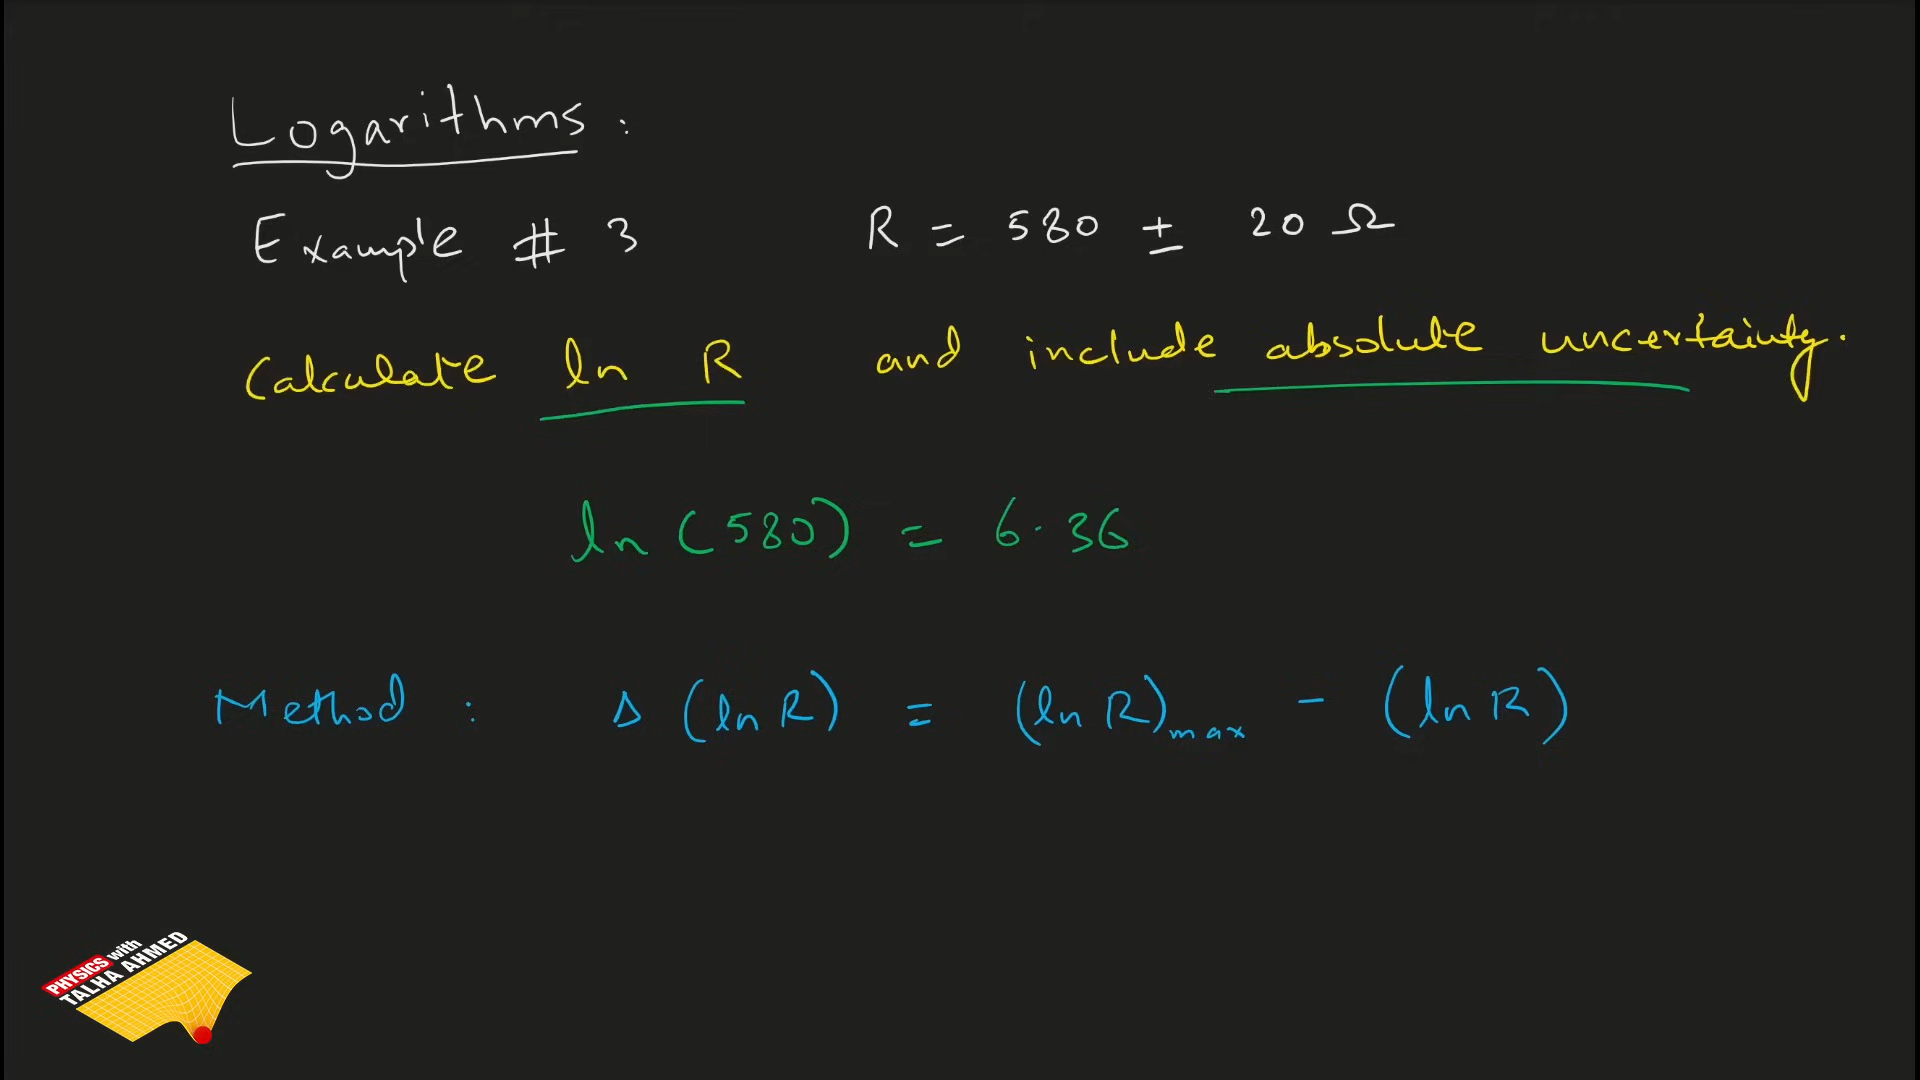 Logarithms :
Example # 3 R = 580 ± 20 Ω
Calculate ln R and include absolute uncertainty.
ln (580) = 6.36
Method : Δ (ln R) = (ln R)max - (ln R)
PHYSICS with
TALHA AHMED